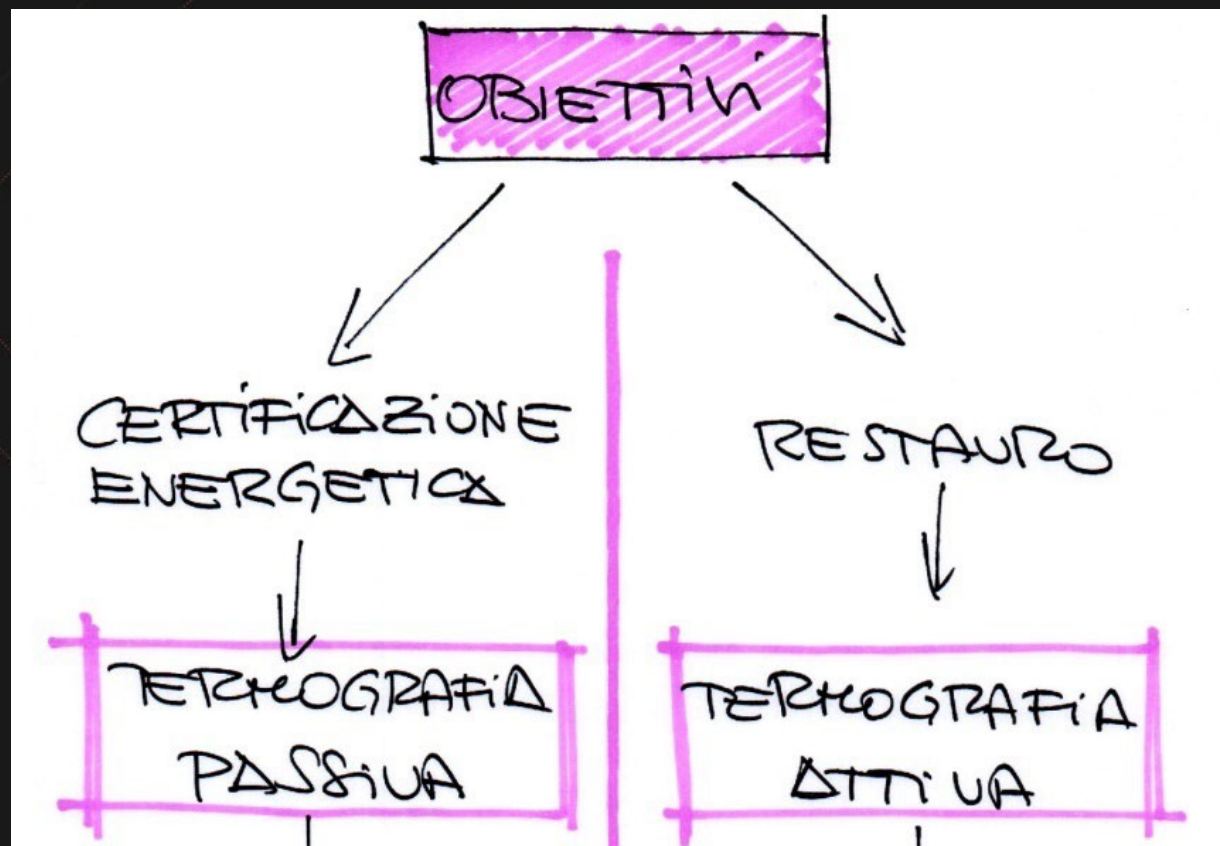 OBIETTIVI
CERTIFICAZIONE
ENERGETICA
RESTAURO
TERMOGRAFIA
PASSIVA
TERMOGRAFIA
ATTIVA